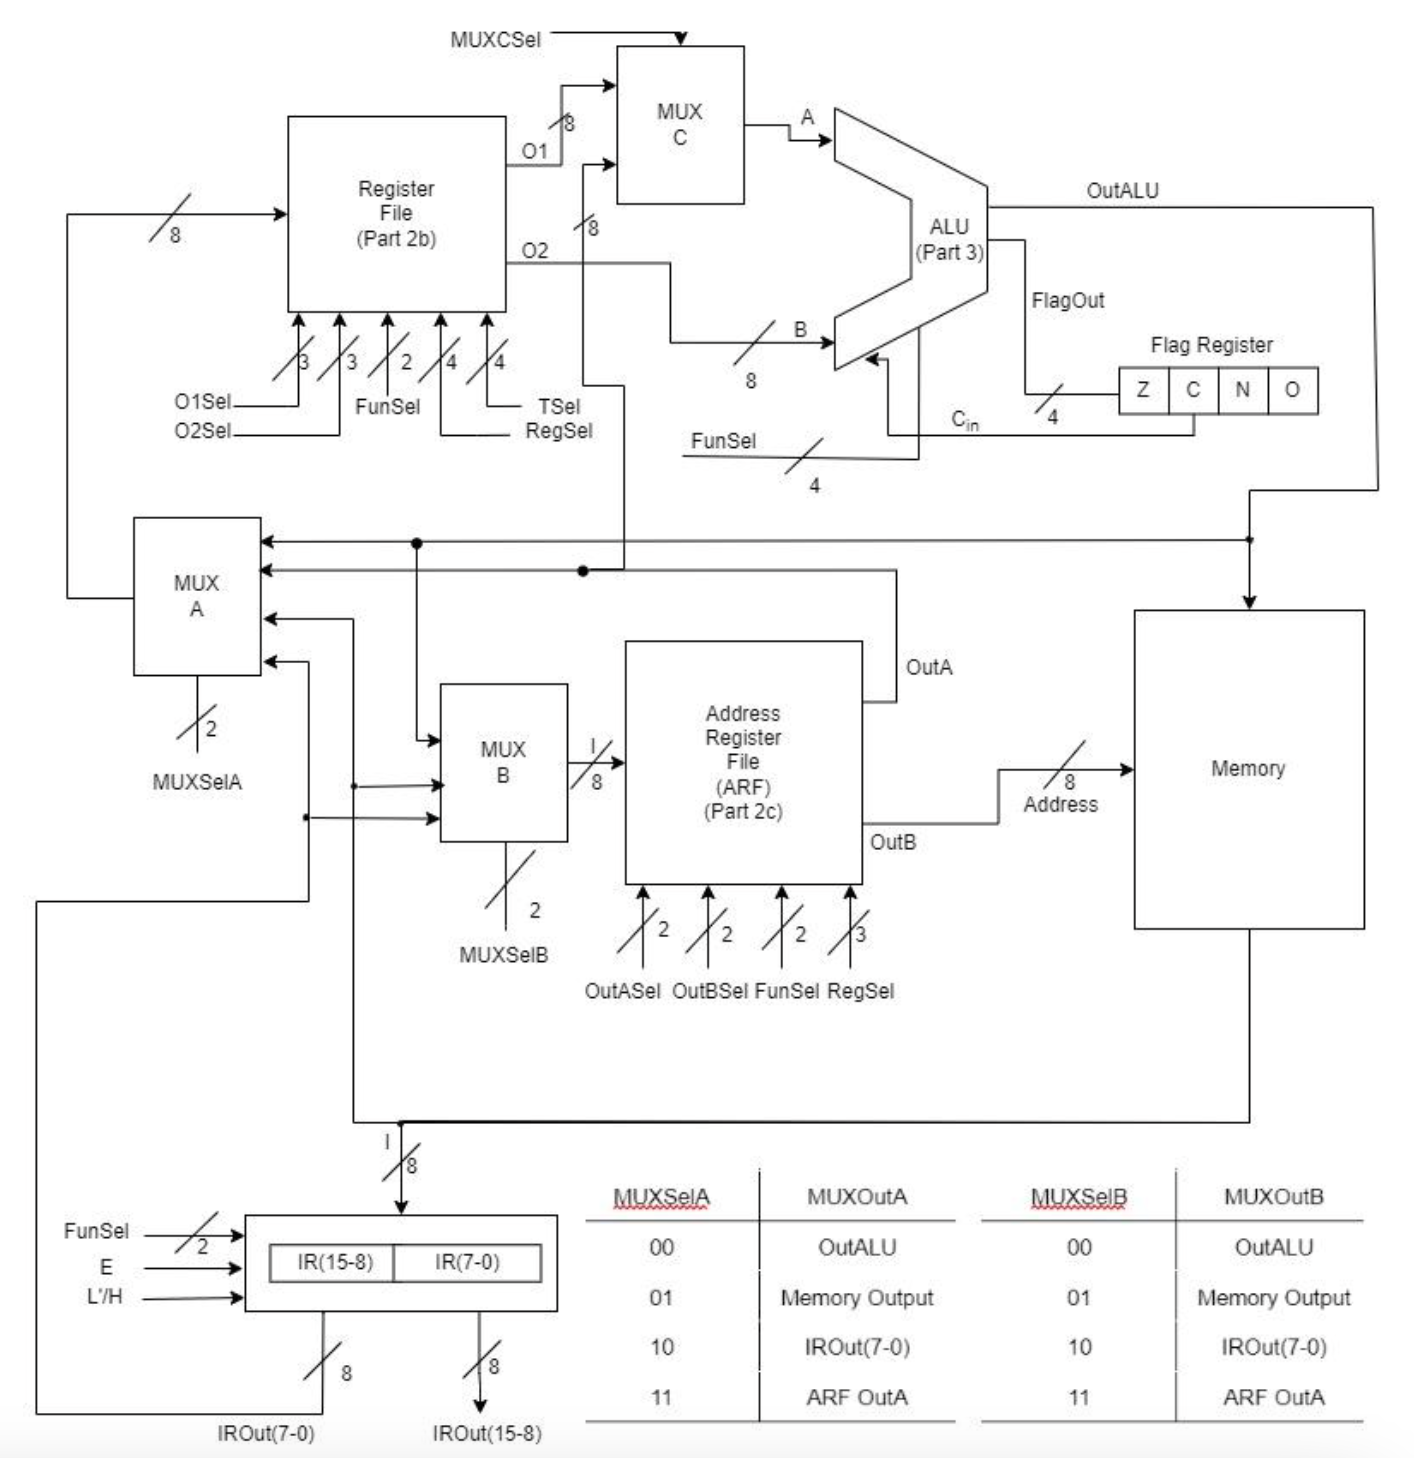 MUXCSel
MUX
C
A
8
O1
Register
File
(Part 2b)
OutALU
8
8
ALU
(Part 3)
O2
FlagOut
B
Flag Register
3
3
2
4
4
8
Z C N O
O1Sel
FunSel
TSel
4
O2Sel
RegSel
Cin
FunSel
4
MUX
A
OutA
Address
Register
File
(ARF)
(Part 2c)
2
MUX
B
I
8
Memory
MUXSelA
8
Address
OutB
2
2
2
2
3
MUXSelB
OutASel OutBSel FunSel RegSel
I
8
MUXSelA MUXOutA
00 OutALU
01 Memory Output
10 IROut(7-0)
11 ARF OutA
MUXSelB MUXOutB
00 OutALU
01 Memory Output
10 IROut(7-0)
11 ARF OutA
FunSel
2
E
L'/H
IR(15-8) IR(7-0)
8
8
IROut(7-0)
IROut(15-8)